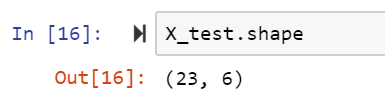 In [16]: X_test.shape
Out[16]: (23, 6)